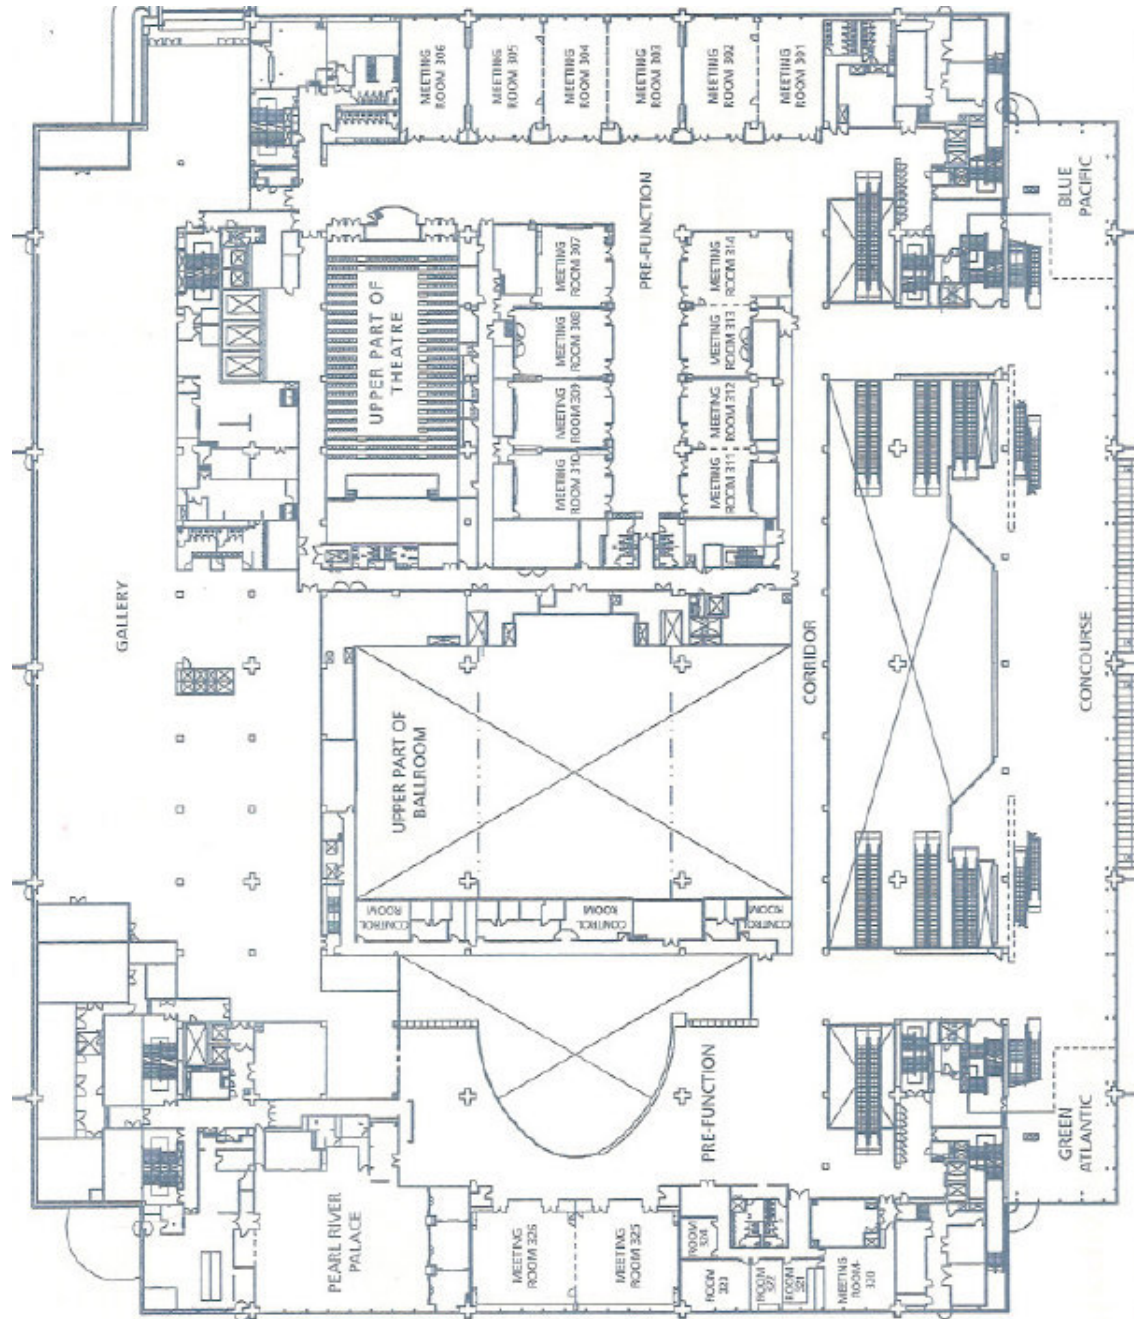 MEETING
ROOM 306
MEETING
ROOM 305
MEETING
ROOM 304
MEETING
ROOM 303
MEETING
ROOM 302
MEETING
ROOM 301
BLUE
PACIFIC
PRE-FUNCTION
MEETING
ROOM 307
MEETING
ROOM 314
UPPER PART OF
THEATRE
MEETING
ROOM 308
MEETING
ROOM 313
MEETING
ROOM 309
MEETING
ROOM 312
MEETING
ROOM 310
MEETING
ROOM 311
GALLERY
CORRIDOR
CONCOURSE
UPPER PART OF
BALLROOM
CONTROL
ROOM
CONTROL
ROOM
CONTROL
ROOM
PRE-FUNCTION
GREEN
ATLANTIC
PEARL RIVER
PALACE
MEETING
ROOM 326
MEETING
ROOM 325
ROOM
324
ROOM
323
ROOM
322
ROOM
321
MEETING
ROOM-
320